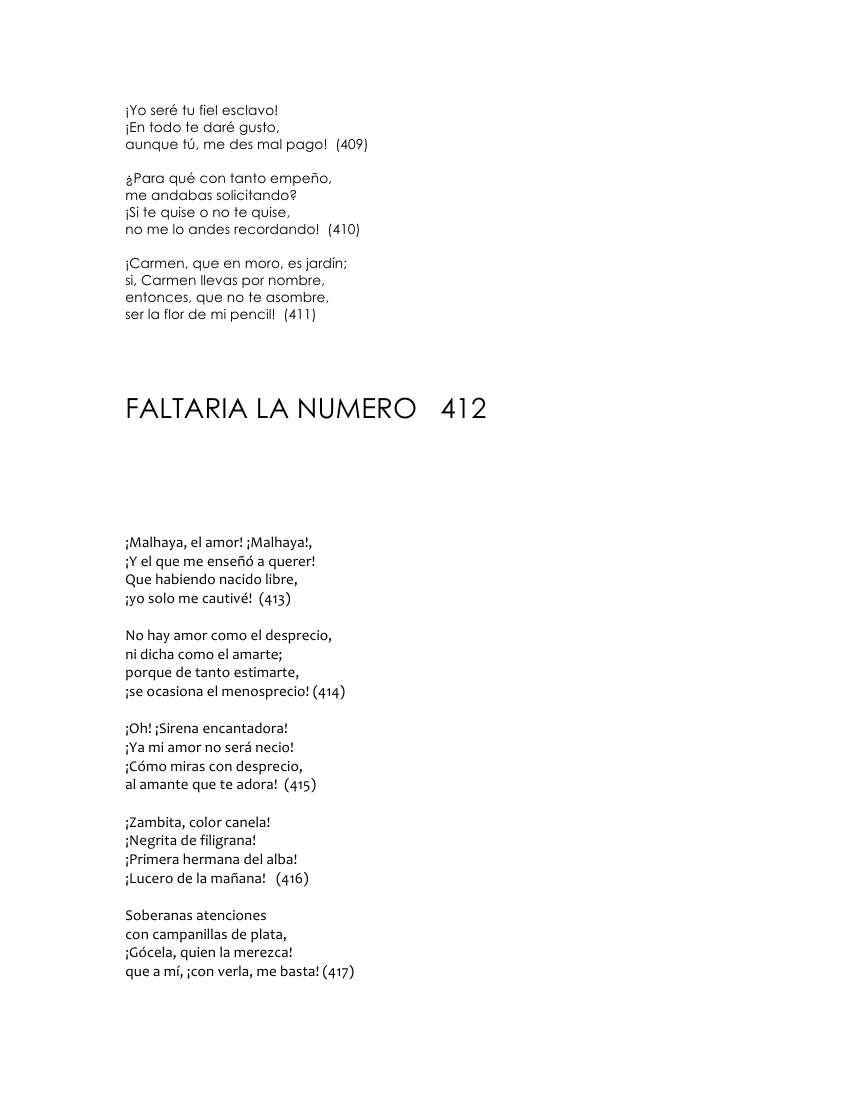 ¡Yo seré tu fiel esclavo!
¡En todo te daré gusto,
aunque tú, me des mal pago!  (409)
¿Para qué con tanto empeño,
me andabas solicitando?
¡Si te quise o no te quise,
no me lo andes recordando!  (410)
¡Carmen, que en moro, es jardín;
si, Carmen llevas por nombre,
entonces, que no te asombre,
ser la flor de mi pencil!  (411)
FALTARIA LA NUMERO   412
¡Malhaya, el amor! ¡Malhaya!,
¡Y el que me enseñó a querer!
Que habiendo nacido libre,
¡yo solo me cautivé!  (413)
No hay amor como el desprecio,
ni dicha como el amarte;
porque de tanto estimarte,
¡se ocasiona el menosprecio! (414)
¡Oh! ¡Sirena encantadora!
¡Ya mi amor no será necio!
¡Cómo miras con desprecio,
al amante que te adora!  (415)
¡Zambita, color canela!
¡Negrita de filigrana!
¡Primera hermana del alba!
¡Lucero de la mañana!   (416)
Soberanas atenciones
con campanillas de plata,
¡Gócela, quien la merezca!
que a mí, ¡con verla, me basta! (417)